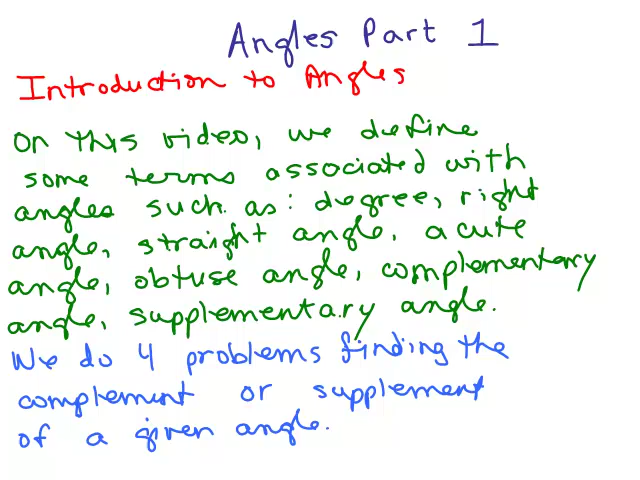 Angles Part 1
Introduction to Angles
On this video, we define
some terms associated with
angles such as: degree, right
angle, straight angle, acute
angle, obtuse angle, complementary
angle, supplementary angle.
We do 4 problems finding the
complement or supplement
of a given angle.